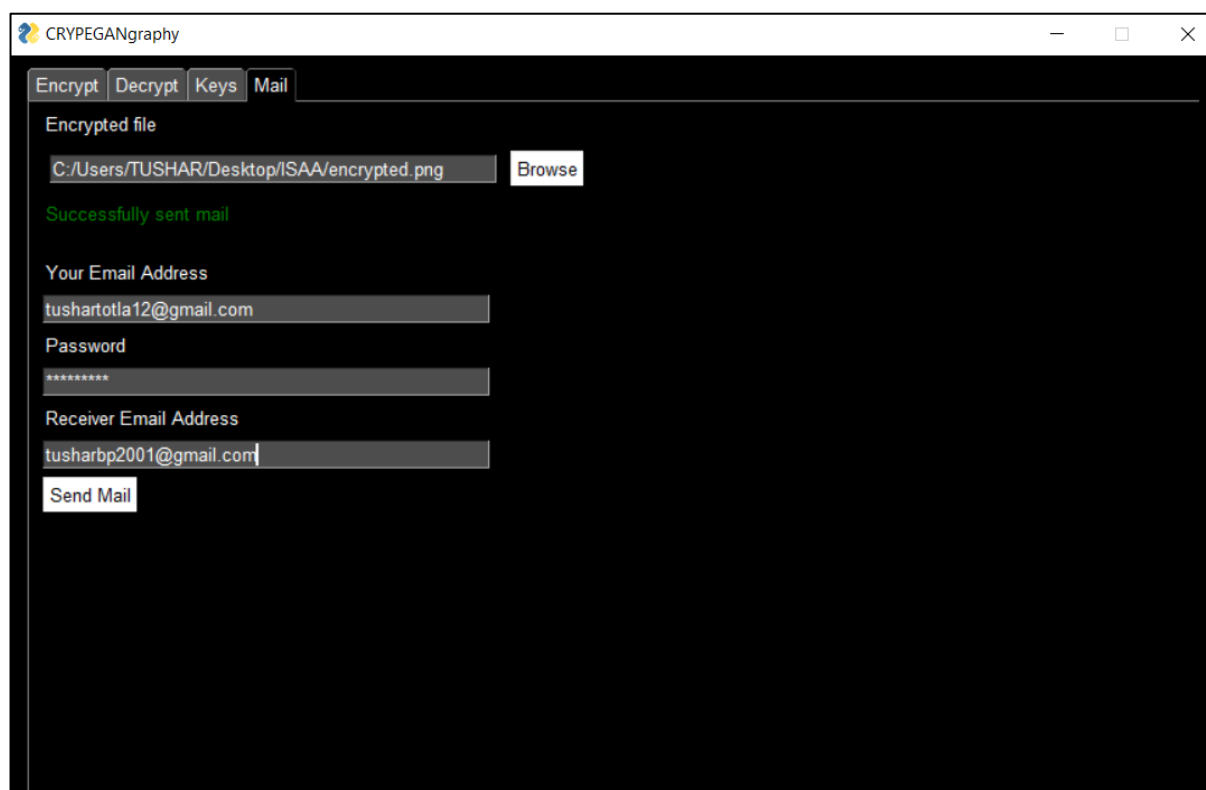 CRYPEGANgraphy
Encrypt Decrypt Keys Mail
Encrypted file
C:/Users/TUSHAR/Desktop/ISAA/encrypted.png Browse
Successfully sent mail
Your Email Address
tushartotla12@gmail.com
Password
*********
Receiver Email Address
tusharbp2001@gmail.com
Send Mail